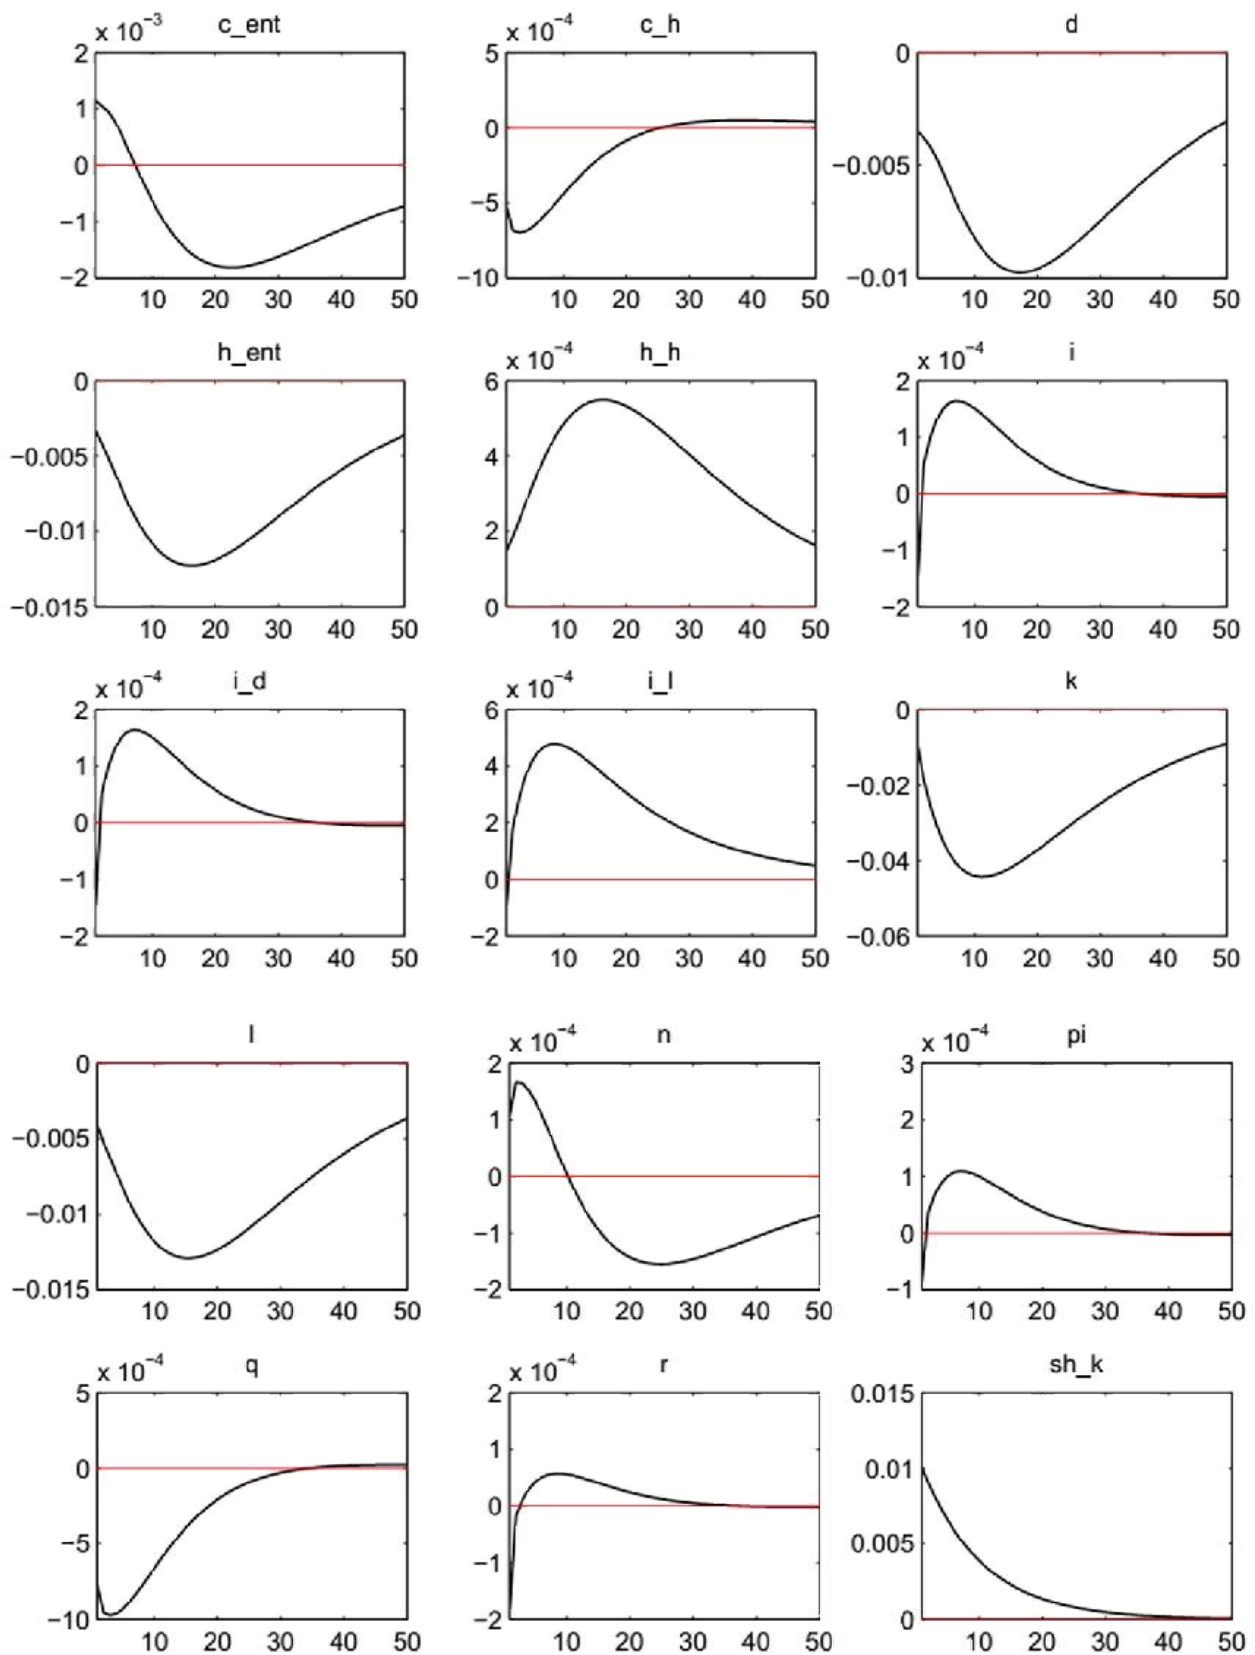 c_ent c_h d
x 10⁻³ x 10⁻⁴
2 5 0
1 0 −0.005
0 −5 −0.01
−1 −10
−2
10 20 30 40 50 10 20 30 40 50 10 20 30 40 50
h_ent h_h i
x 10⁻⁴ x 10⁻⁴
0 6 2
−0.005 4 1
−0.01 2 0
−0.015 0 −1
−2
10 20 30 40 50 10 20 30 40 50 10 20 30 40 50
i_d i_l k
x 10⁻⁴ x 10⁻⁴
2 6 0
1 4 −0.02
0 2 −0.04
−1 0 −0.06
−2 −2
10 20 30 40 50 10 20 30 40 50 10 20 30 40 50
l n pi
x 10⁻⁴ x 10⁻⁴
0 2 3
−0.005 1 2
−0.01 0 1
−0.015 −1 0
−2 −1
10 20 30 40 50 10 20 30 40 50 10 20 30 40 50
q r sh_k
x 10⁻⁴ x 10⁻⁴
5 2 0.015
0 1 0.01
−5 0 0.005
−10 −1 0
−2
10 20 30 40 50 10 20 30 40 50 10 20 30 40 50